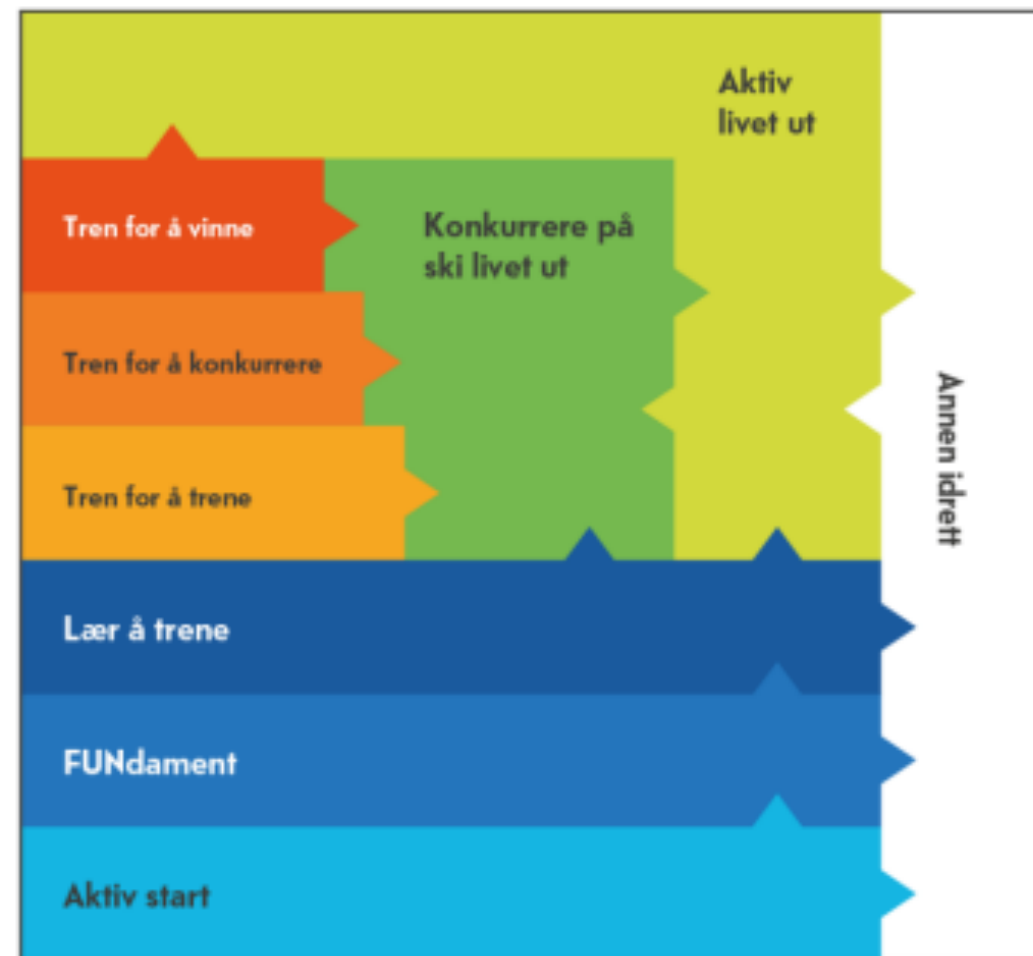 Aktiv
livet ut
Tren for å vinne
Konkurrere på
ski livet ut
Tren for å konkurrere
Annen idrett
Tren for å trene
Lær å trene
FUNdament
Aktiv start